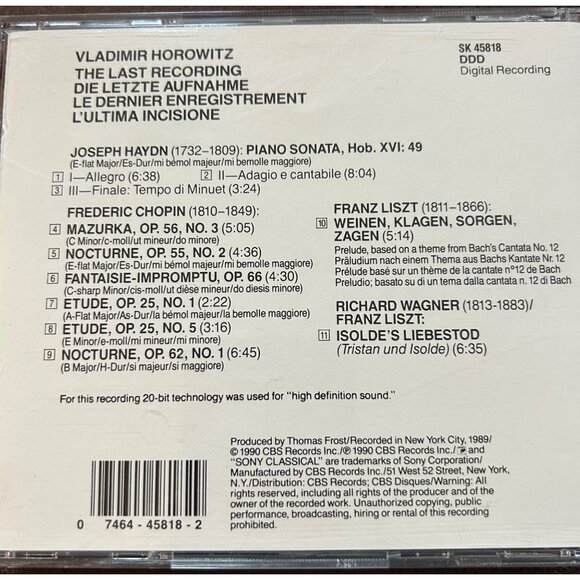 VLADIMIR HOROWITZ
SK 45818
DDD
Digital Recording
THE LAST RECORDING
DIE LETZTE AUFNAHME
LE DERNIER ENREGISTREMENT
L'ULTIMA INCISIONE
JOSEPH HAYDN (1732–1809): PIANO SONATA, Hob. XVI: 49
(E-flat Major/Es-Dur/mi bémol majeur/mi bemolle maggiore)
1 I—Allegro (6:38) 2 II—Adagio e cantabile (8:04)
3 III—Finale: Tempo di Minuet (3:24)
FREDERIC CHOPIN (1810–1849):
4 MAZURKA, OP. 56, NO. 3 (5:05)
(C Minor/c-moll/ut mineur/do minore)
5 NOCTURNE, OP. 55, NO. 2 (4:36)
(E-flat Major/Es-Dur/mi bémol majeur/mi bemolle maggiore)
6 FANTAISIE-IMPROMPTU, OP. 66 (4:30)
(C-sharp Minor/cis-moll/ut dièse mineur/do diesis minore)
7 ETUDE, OP. 25, NO. 1 (2:22)
(A-Flat Major/As-Dur/la bémol majeur/la bemolle maggiore)
8 ETUDE, OP. 25, NO. 5 (3:16)
(E Minor/e-moll/mi mineur/mi minore)
9 NOCTURNE, OP. 62, NO. 1 (6:45)
(B Major/H-Dur/si majeur/si maggiore)
FRANZ LISZT (1811–1866):
10 WEINEN, KLAGEN, SORGEN,
ZAGEN (5:14)
Prelude, based on a theme from Bach's Cantata No. 12
Präludium nach einem Thema aus Bachs Kantate Nr. 12
Prélude basé sur un thème de la cantate n° 12 de Bach
Preludio; basato su di un tema dalla cantata n. 12 di Bach
RICHARD WAGNER (1813-1883)/
FRANZ LISZT:
11 ISOLDE'S LIEBESTOD
(Tristan und Isolde) (6:35)
For this recording 20-bit technology was used for "high definition sound."
Produced by Thomas Frost/Recorded in New York City, 1989/
© 1990 CBS Records Inc./℗ 1990 CBS Records Inc./ and
"SONY CLASSICAL" are trademarks of Sony Corporation/
Manufactured by CBS Records Inc./51 West 52 Street, New York,
N.Y./Distribution: CBS Records; CBS Disques/Warning: All
rights reserved, including all rights of the producer and of the
owner of the recorded work. Unauthorized copying, public
performance, broadcasting, hiring or rental of this recording
prohibited.
0 7464-45818-2